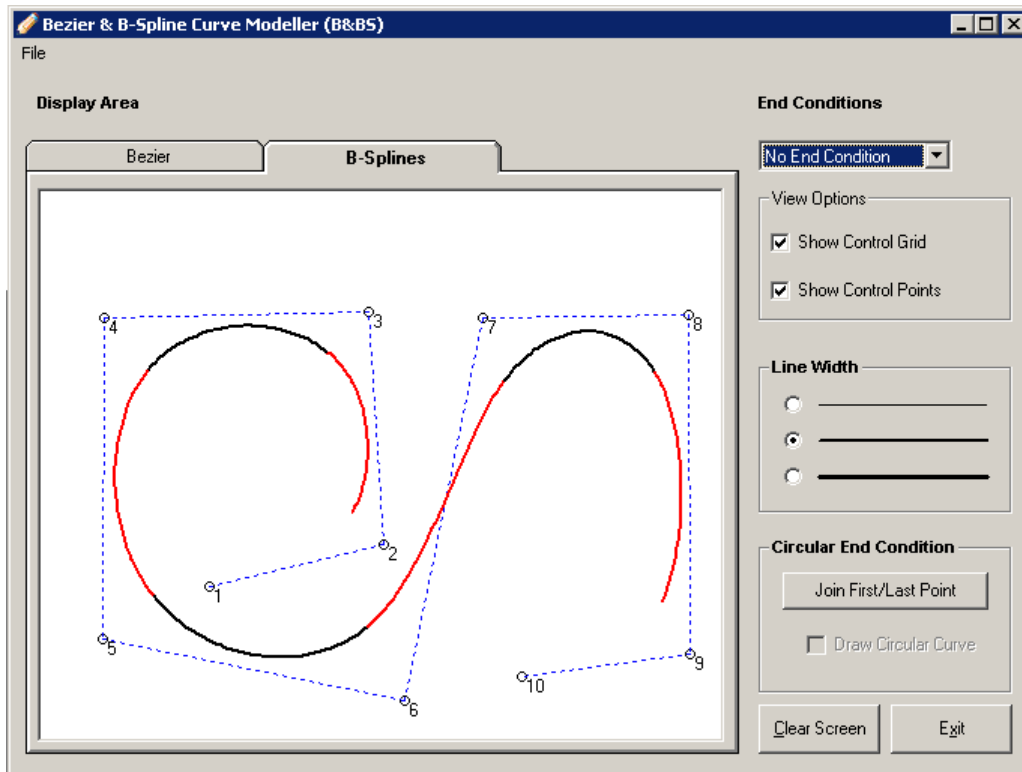 Bezier & B-Spline Curve Modeller (B&BS)
File
Display Area
Bezier
B-Splines
4
3
7
8
2
1
5
6
9
10
End Conditions
No End Condition
View Options
Show Control Grid
Show Control Points
Line Width
Circular End Condition
Join First/Last Point
Draw Circular Curve
Clear Screen
Exit